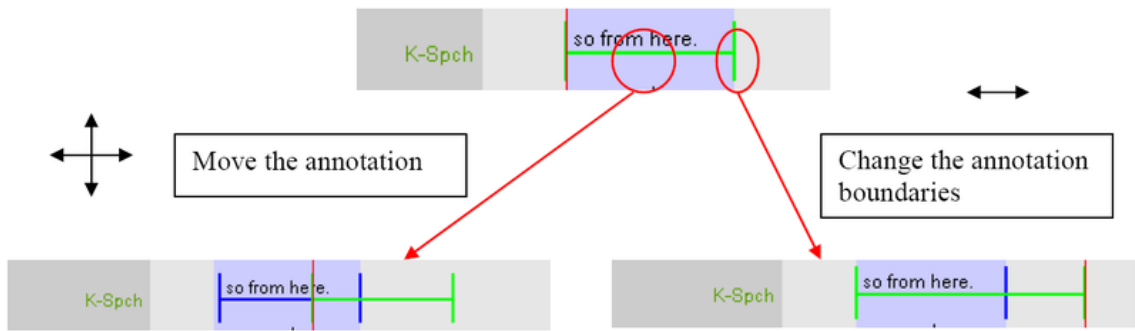 so from here.
K-Spch
Move the annotation
Change the annotation
boundaries
so from here.
K-Spch
so from here.
K-Spch